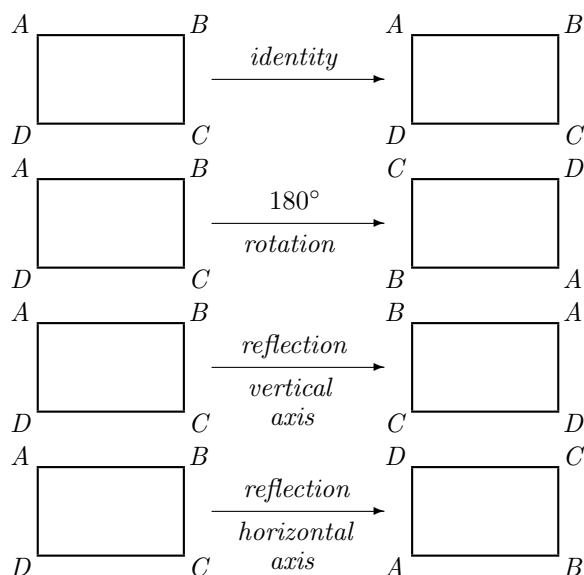 A B A B
identity
D C D C
A B C D
180°
rotation
D C B A
A B B A
reflection
vertical
axis
D C C D
A B D C
reflection
horizontal
axis
D C A B